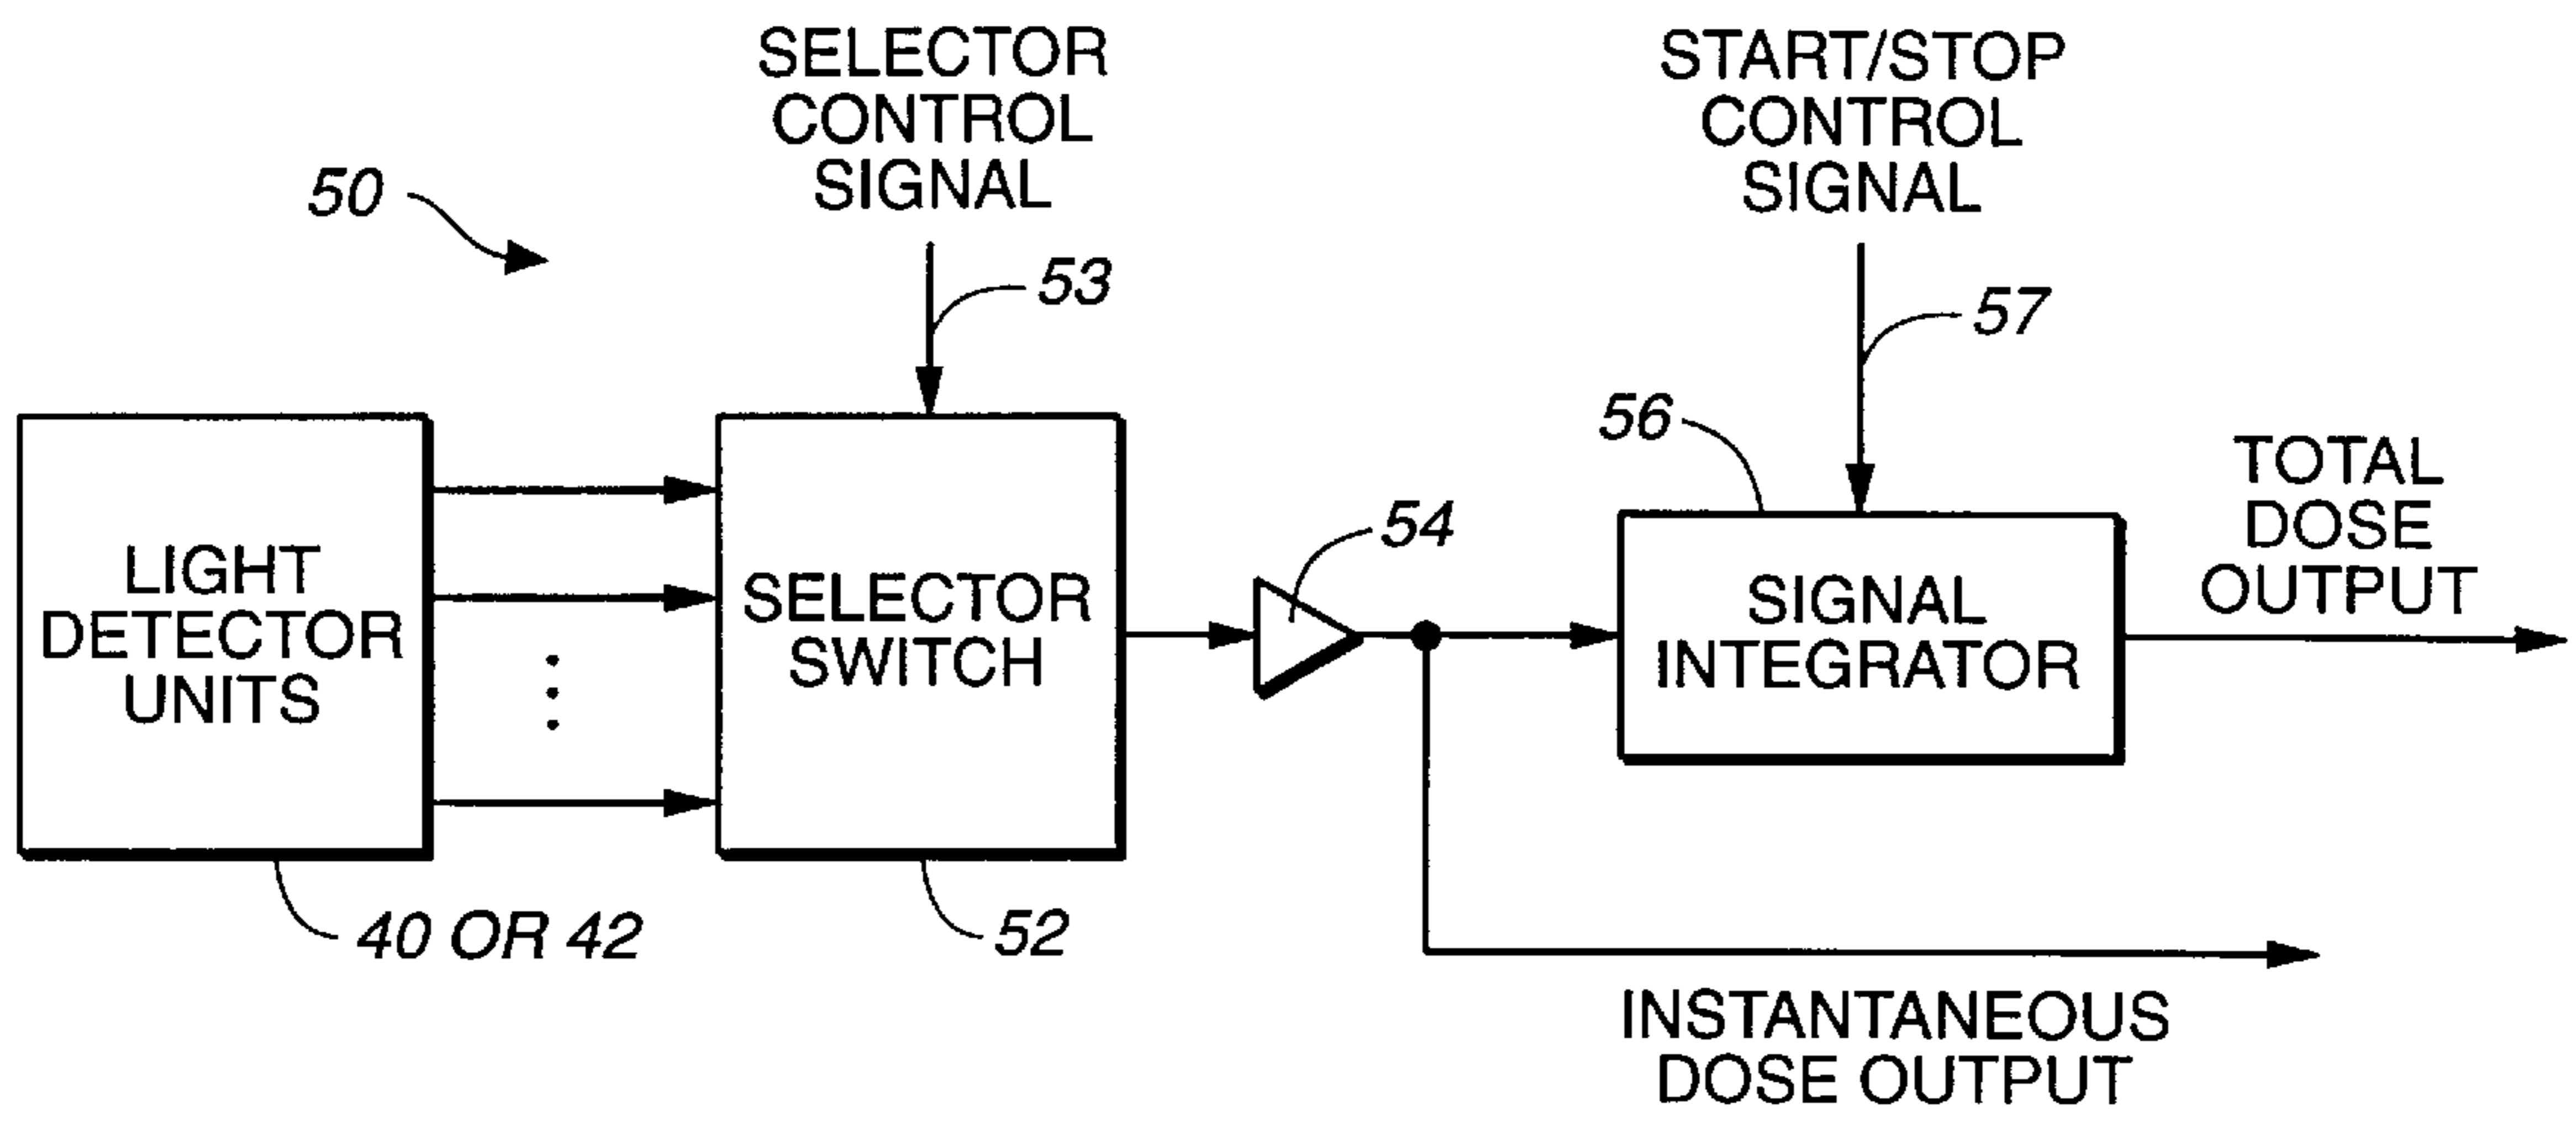 SELECTOR
CONTROL
SIGNAL
START/STOP
CONTROL
SIGNAL
50
53
57
56
54
LIGHT
DETECTOR
UNITS
SELECTOR
SWITCH
SIGNAL
INTEGRATOR
TOTAL
DOSE
OUTPUT
40 OR 42
52
INSTANTANEOUS
DOSE OUTPUT